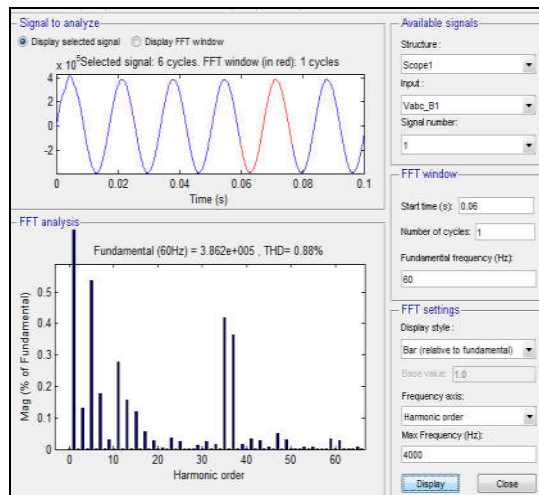 Signal to analyze
Display selected signal Display FFT window
x 10^5 Selected signal: 6 cycles. FFT window (in red): 1 cycles
4
2
0
-2
0 0.02 0.04 0.06 0.08 0.1
Time (s)
FFT analysis
Fundamental (60Hz) = 3.862e+005 , THD= 0.88%
0.5
0.4
0.3
0.2
0.1
0
0 10 20 30 40 50 60
Harmonic order
Mag (% of Fundamental)
Available signals
Structure :
Scope1
Input :
Vabc_B1
Signal number:
1
FFT window
Start time (s): 0.06
Number of cycles: 1
Fundamental frequency (Hz):
60
FFT settings
Display style :
Bar (relative to fundamental)
Base value: 1.0
Frequency axis:
Harmonic order
Max Frequency (Hz):
4000
Display Close